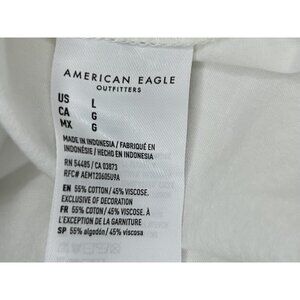 AMERICAN EAGLE
OUTFITTERS
US L
CA G
MX G
MADE IN INDONESIA / FABRIQUÉ EN
INDONÉSIE / HECHO EN INDONESIA
RN 54485 / CA 03873
RFC# AEM120605U9A
EN 55% COTTON/ 45% VISCOSE.
EXCLUSIVE OF DECORATION
FR 55% COTON/ 45% VISCOSE. À
L'EXCEPTION DE LA GARNITURE
SP 55% algodón/ 45% viscosa